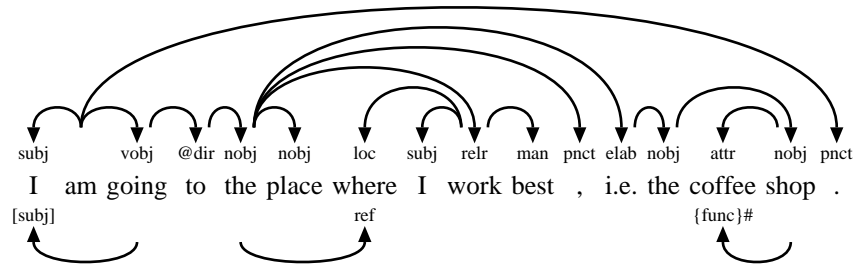 subj vobj @dir nobj nobj loc subj relr man pnct elab nobj attr nobj pnct
I am going to the place where I work best , i.e. the coffee shop .
[subj] ref {func}#